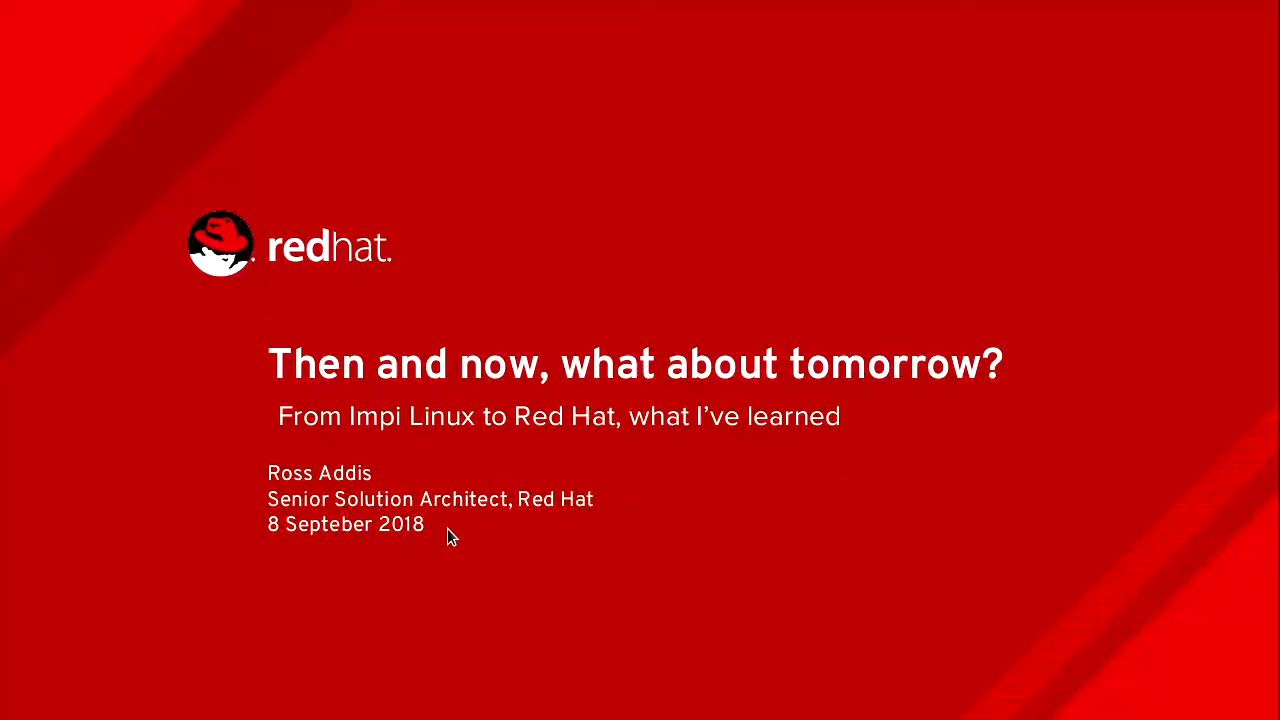 redhat.
Then and now, what about tomorrow?
From Impi Linux to Red Hat, what I’ve learned
Ross Addis
Senior Solution Architect, Red Hat
8 Septeber 2018